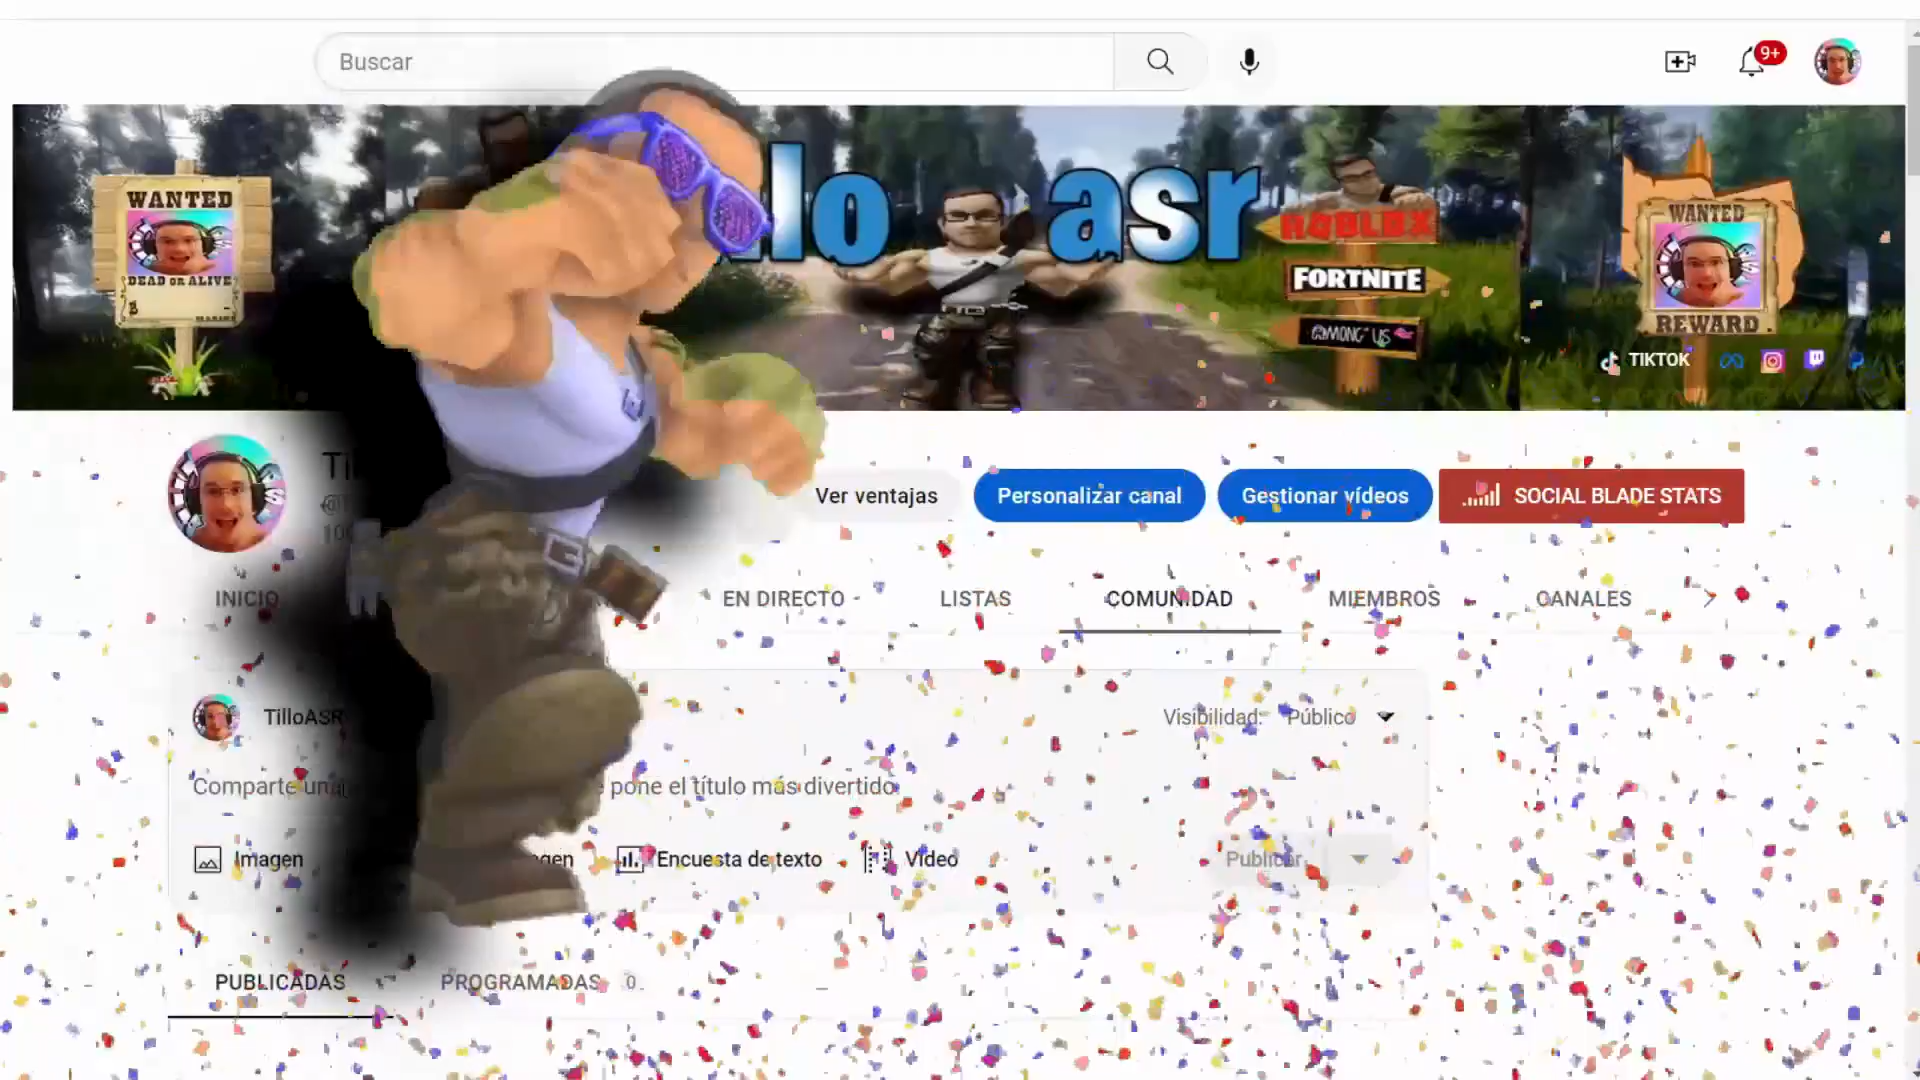 Buscar
9+
WANTED
DEAD OR ALIVE
llo asr
ROBLOX
FORTNITE
AMONG US
WANTED
REWARD
TIKTOK
Ver ventajas
Personalizar canal
Gestionar vídeos
SOCIAL BLADE STATS
INICIO
EN DIRECTO
LISTAS
COMUNIDAD
MIEMBROS
CANALES
TilloASR
Visibilidad: Público
Comparte una
pone el título más divertido
Imagen
Encuesta de texto
Vídeo
Publicar
PUBLICADAS
PROGRAMADAS 0